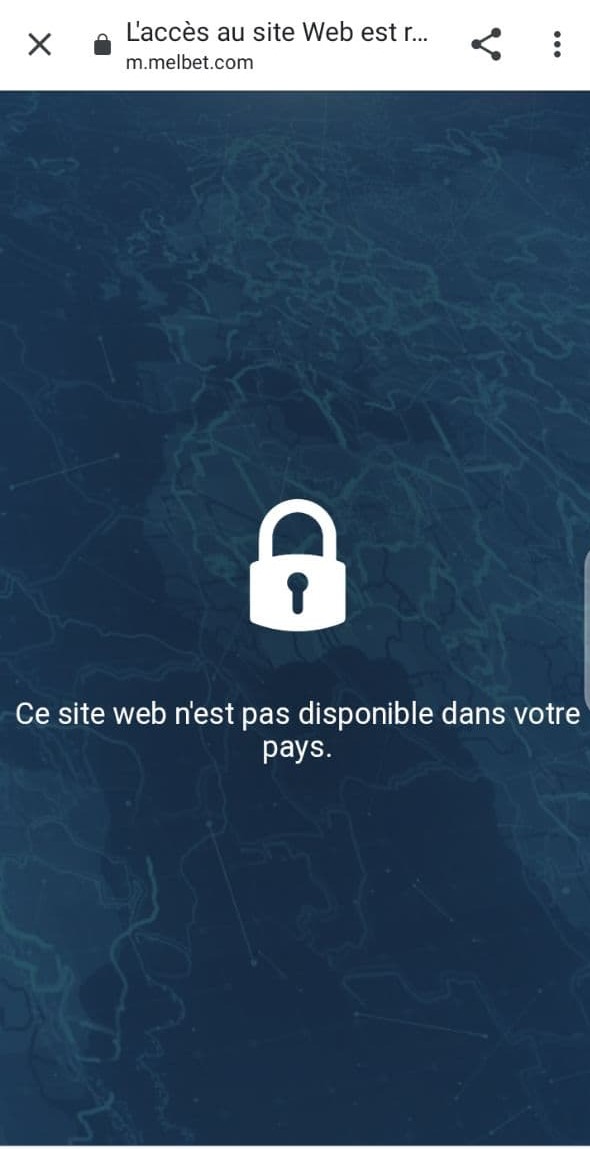 L'accès au site Web est r...
m.melbet.com
Ce site web n'est pas disponible dans votre
pays.